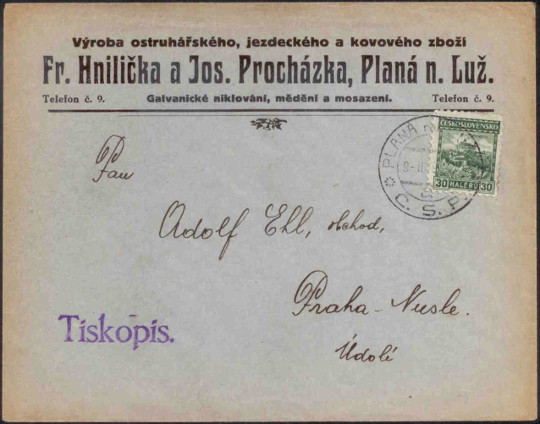 Výroba ostruhářského, jezdeckého a kovového zboží
Fr. Hnilička a Jos. Procházka, Planá n. Luž.
Telefon č. 9. Galvanické niklování, mědění a mosazení. Telefon č. 9.
ČESKOSLOVENSKO
30 HALÉŘŮ 30
PLANÁ
Č. S. P.
Pan
Adolf Ehl, obchod,
Praha-Nusle.
Údolí
Tiskopis.